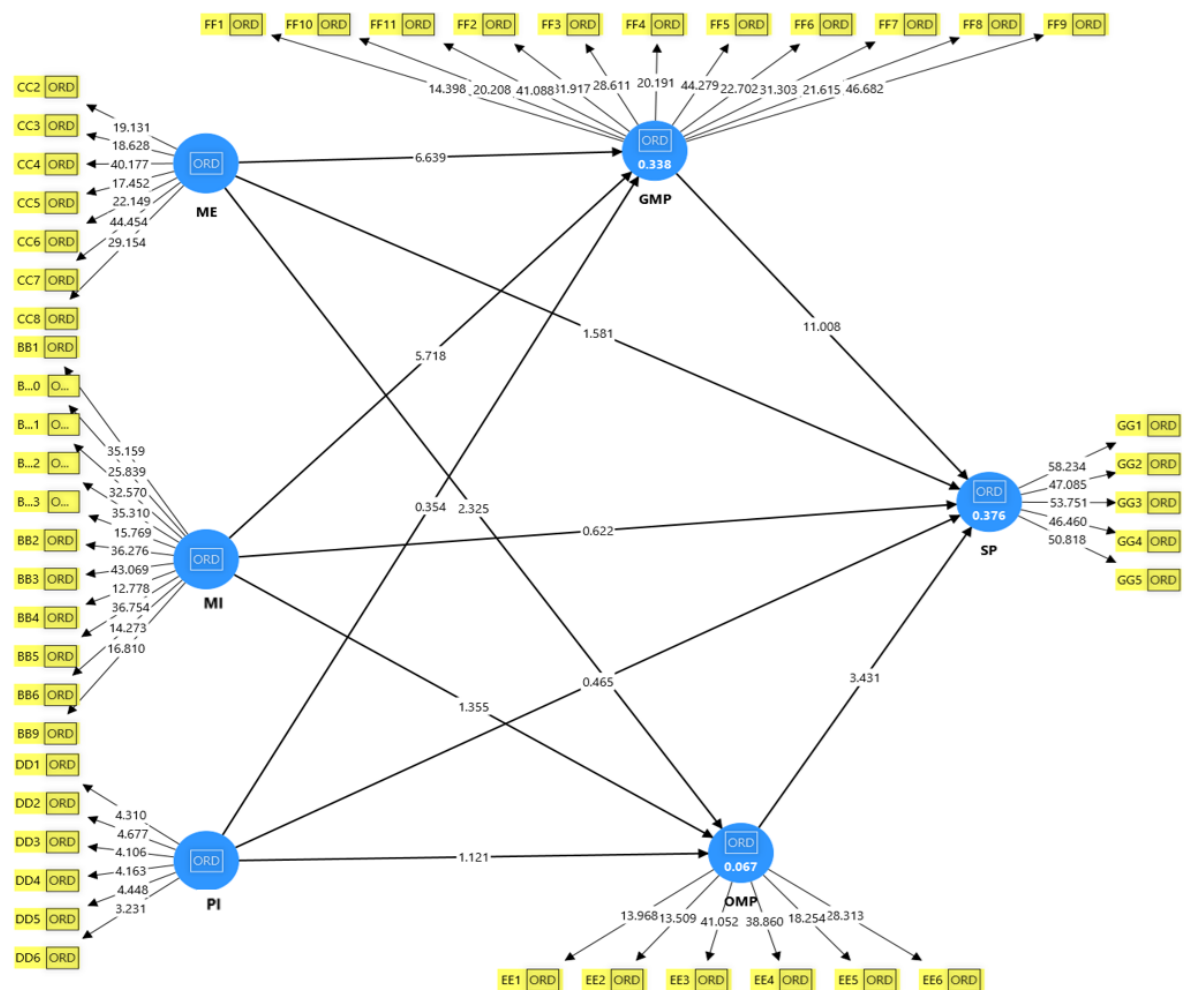 FF1 ORD FF10 ORD FF11 ORD FF2 ORD FF3 ORD FF4 ORD FF5 ORD FF6 ORD FF7 ORD FF8 ORD FF9 ORD
14.398 20.208 41.088 31.917 28.611 20.191 44.279 22.702 31.303 21.615 46.682
CC2 ORD
CC3 ORD
CC4 ORD
CC5 ORD
CC6 ORD
CC7 ORD
CC8 ORD
19.131
18.628
40.177
17.452
22.149
44.454
29.154
ORD
ME
6.639
ORD
0.338
GMP
1.581
11.008
5.718
BB1 ORD
B...0 O...
B...1 O...
B...2 O...
B...3 O...
BB2 ORD
BB3 ORD
BB4 ORD
BB5 ORD
BB6 ORD
BB9 ORD
35.159
25.839
32.570
35.310
15.769
36.276
43.069
12.778
36.754
14.273
16.810
ORD
MI
0.354
2.325
0.622
ORD
0.376
SP
58.234
47.085
53.751
46.460
50.818
GG1 ORD
GG2 ORD
GG3 ORD
GG4 ORD
GG5 ORD
0.465
3.431
1.355
DD1 ORD
DD2 ORD
DD3 ORD
DD4 ORD
DD5 ORD
DD6 ORD
4.310
4.677
4.106
4.163
4.448
3.231
ORD
PI
1.121
ORD
0.067
OMP
13.968 13.509 41.052 38.860 18.254 28.313
EE1 ORD EE2 ORD EE3 ORD EE4 ORD EE5 ORD EE6 ORD